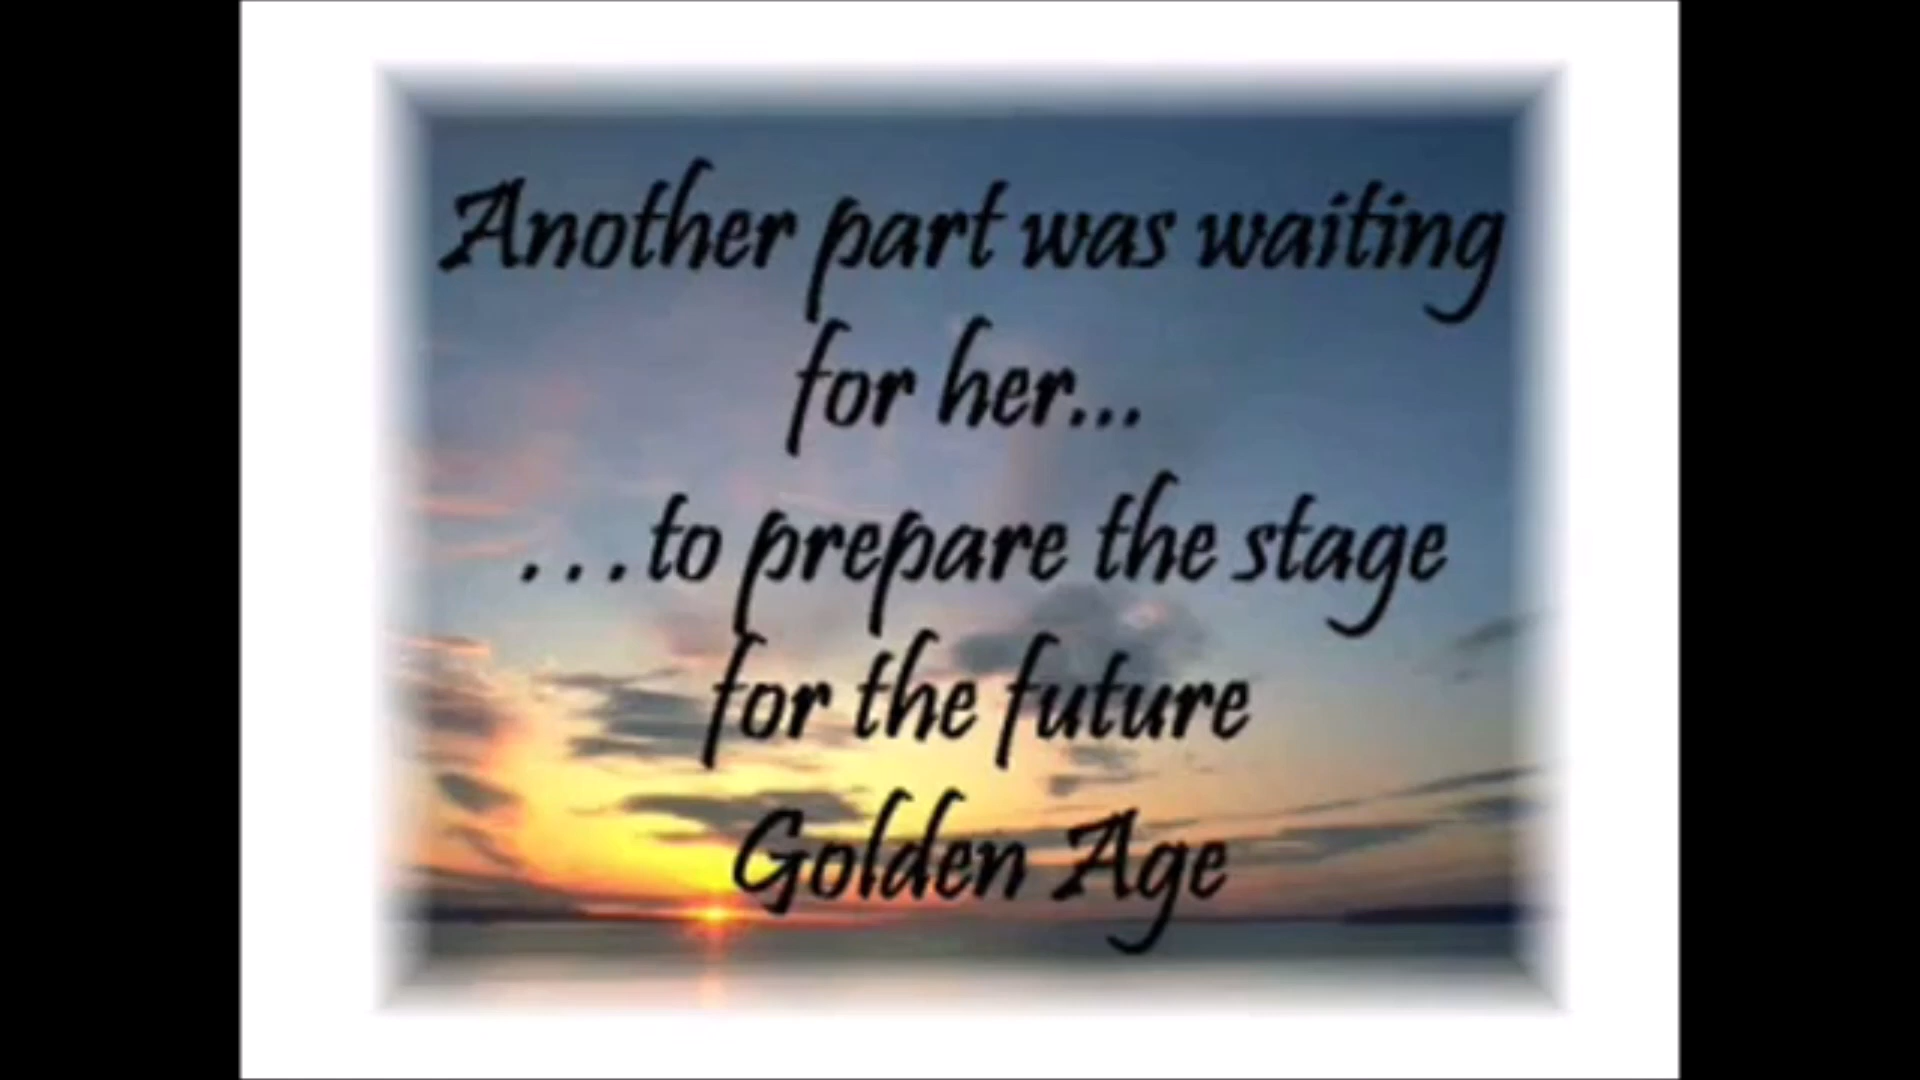 Another part was waiting
for her...
...to prepare the stage
for the future
Golden Age